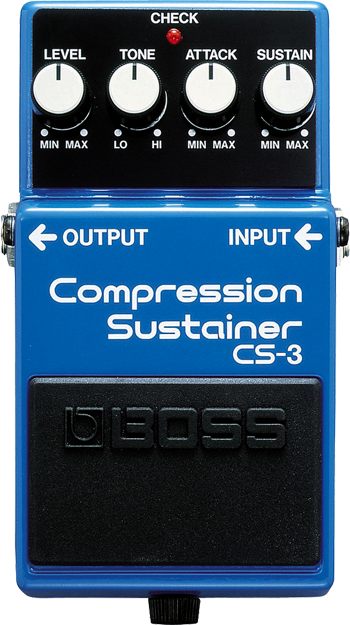 CHECK
LEVEL TONE ATTACK SUSTAIN
MIN MAX LO HI MIN MAX MIN MAX
← OUTPUT INPUT ←
Compression
Sustainer
CS-3
BOSS